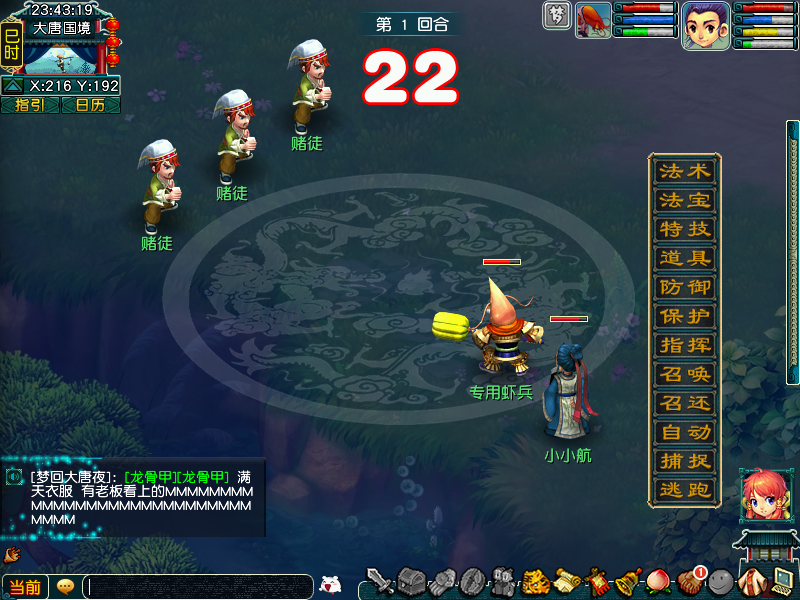 23:43:19
大唐国境
巳时
X:216 Y:192
指引 日历
第 1 回合
22
梦
赌徒
赌徒
赌徒
专用虾兵
小小航
法术
法宝
特技
道具
防御
保护
指挥
召唤
召还
自动
捕捉
逃跑
[梦回大唐夜]: [龙骨甲][龙骨甲] 满
天衣服 有老板看上的MMMMMMMM
MMMMMMMMMMMMMMMMMMMM
MMMM
当前
1